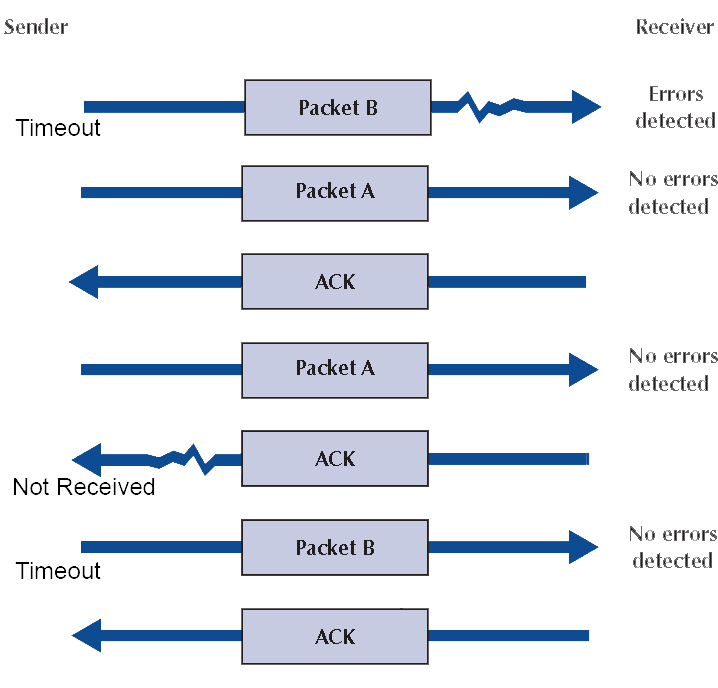 Sender
Receiver
Packet B
Errors
detected
Timeout
Packet A
No errors
detected
ACK
Packet A
No errors
detected
ACK
Not Received
Packet B
No errors
detected
Timeout
ACK